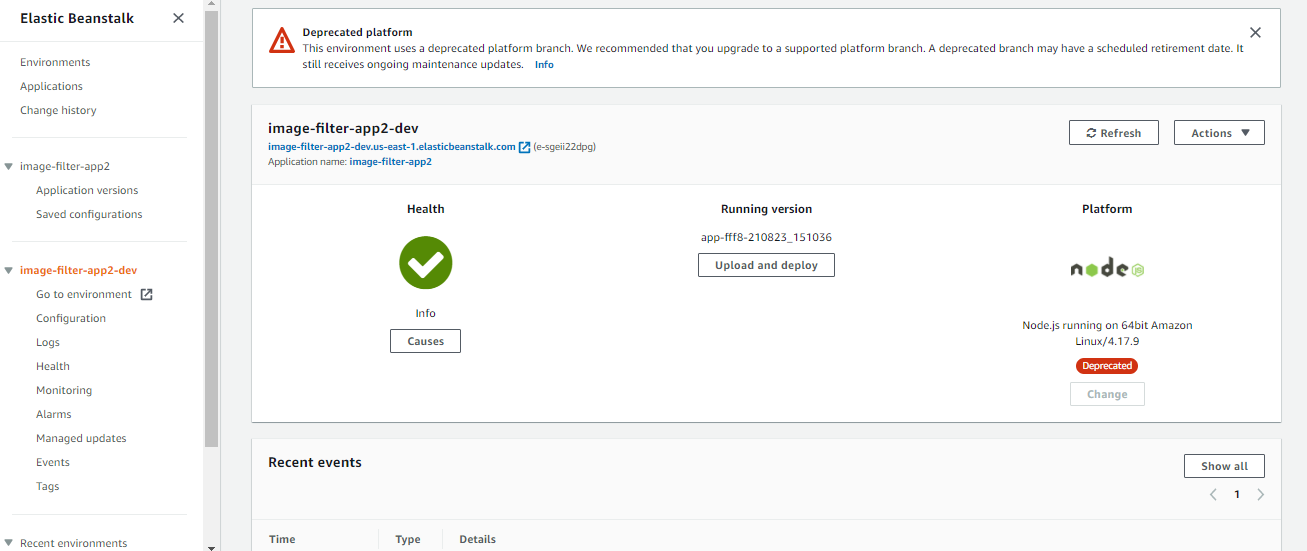 Elastic Beanstalk
Environments
Applications
Change history
image-filter-app2
Application versions
Saved configurations
image-filter-app2-dev
Go to environment
Configuration
Logs
Health
Monitoring
Alarms
Managed updates
Events
Tags
Recent environments
Deprecated platform
This environment uses a deprecated platform branch. We recommended that you upgrade to a supported platform branch. A deprecated branch may have a scheduled retirement date. It
still receives ongoing maintenance updates. Info
image-filter-app2-dev
image-filter-app2-dev.us-east-1.elasticbeanstalk.com (e-sgeii22dpg)
Application name: image-filter-app2
Refresh
Actions
Health
Info
Causes
Running version
app-fff8-210823_151036
Upload and deploy
Platform
node JS
Node.js running on 64bit Amazon
Linux/4.17.9
Deprecated
Change
Recent events
Show all
1
Time Type Details